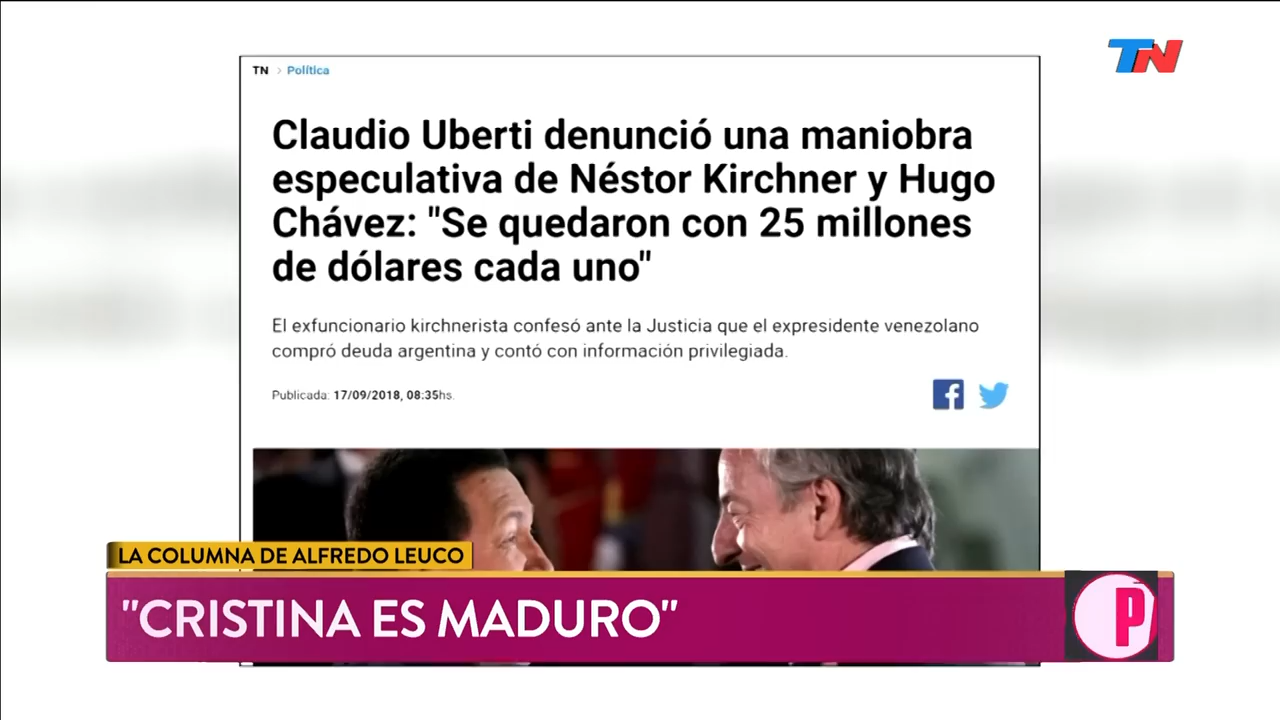 TN
TN > Política
Claudio Uberti denunció una maniobra
especulativa de Néstor Kirchner y Hugo
Chávez: "Se quedaron con 25 millones
de dólares cada uno"
El exfuncionario kirchnerista confesó ante la Justicia que el expresidente venezolano
compró deuda argentina y contó con información privilegiada.
Publicada: 17/09/2018, 08:35hs.
LA COLUMNA DE ALFREDO LEUCO
"CRISTINA ES MADURO"
P